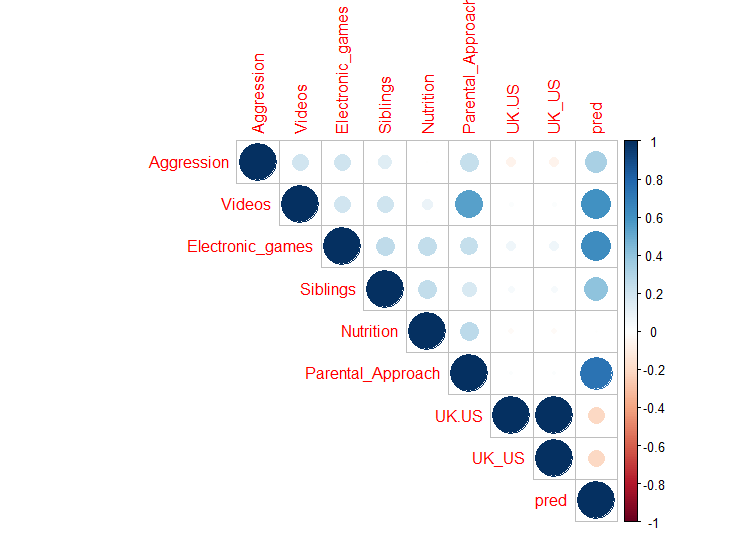 Aggression
Videos
Electronic_games
Siblings
Nutrition
Parental_Approach
UK.US
UK_US
pred
Aggression
Videos
Electronic_games
Siblings
Nutrition
Parental_Approach
UK.US
UK_US
pred
1
0.8
0.6
0.4
0.2
0
-0.2
-0.4
-0.6
-0.8
-1